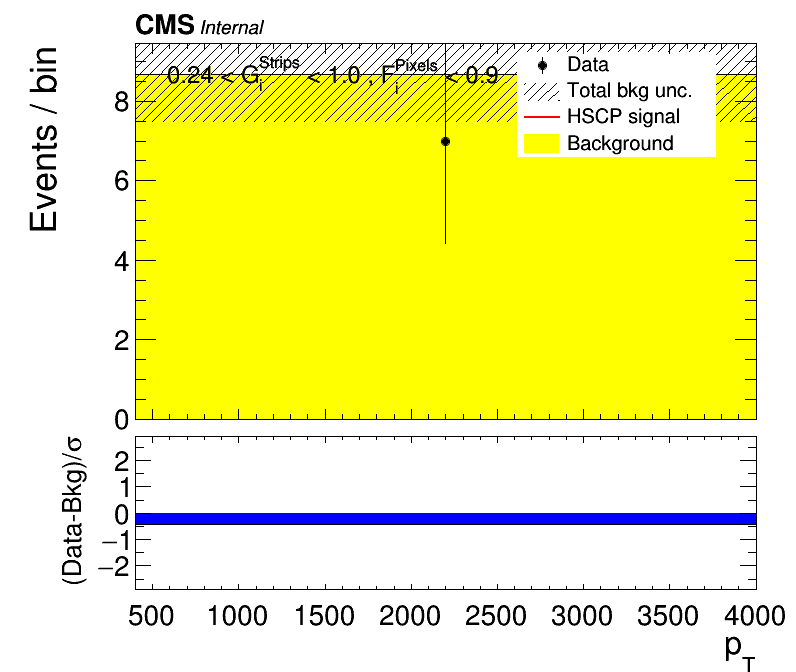 CMS Internal
Events / bin
8
6
4
2
0
0.24 < G_i^Strips < 1.0 , F_i^Pixels < 0.9
Data
Total bkg unc.
HSCP signal
Background
(Data-Bkg)/σ
2
1
0
−1
−2
500 1000 1500 2000 2500 3000 3500 4000
p_T